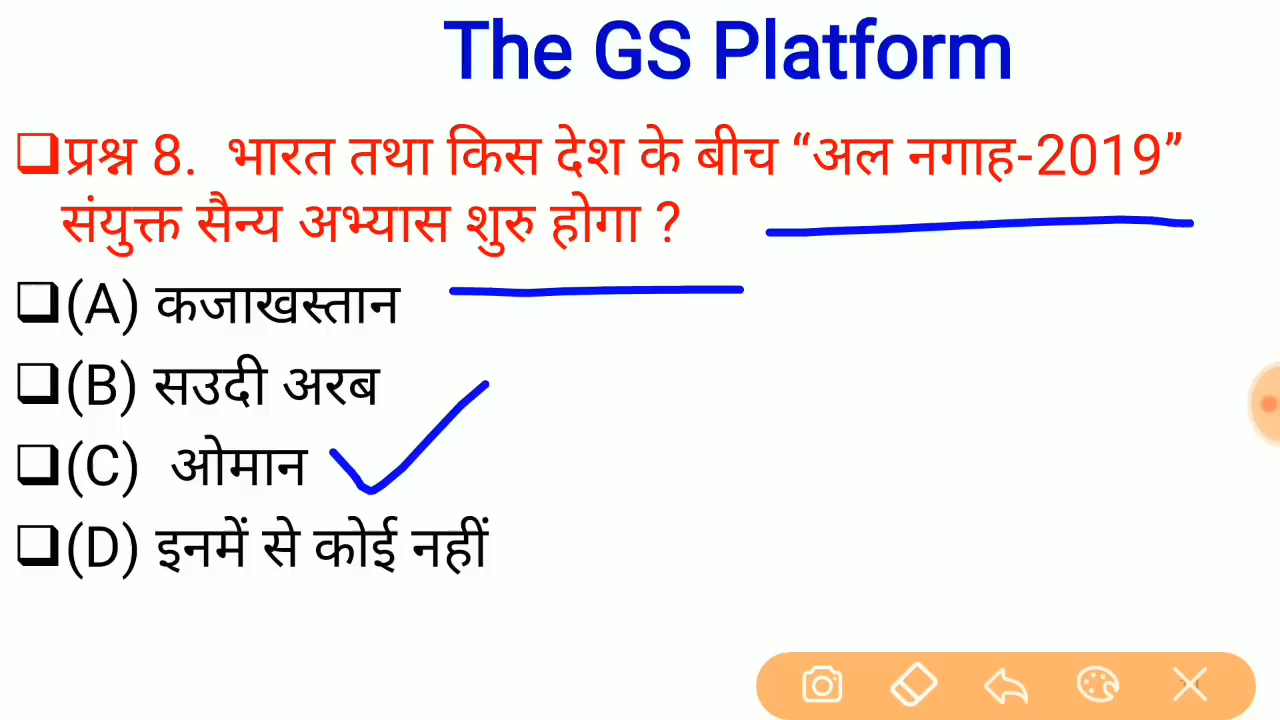 The GS Platform
प्रश्न 8. भारत तथा किस देश के बीच “अल नगाह-2019”
संयुक्त सैन्य अभ्यास शुरु होगा ?
(A) कजाखस्तान
(B) सउदी अरब
(C) ओमान
(D) इनमें से कोई नहीं